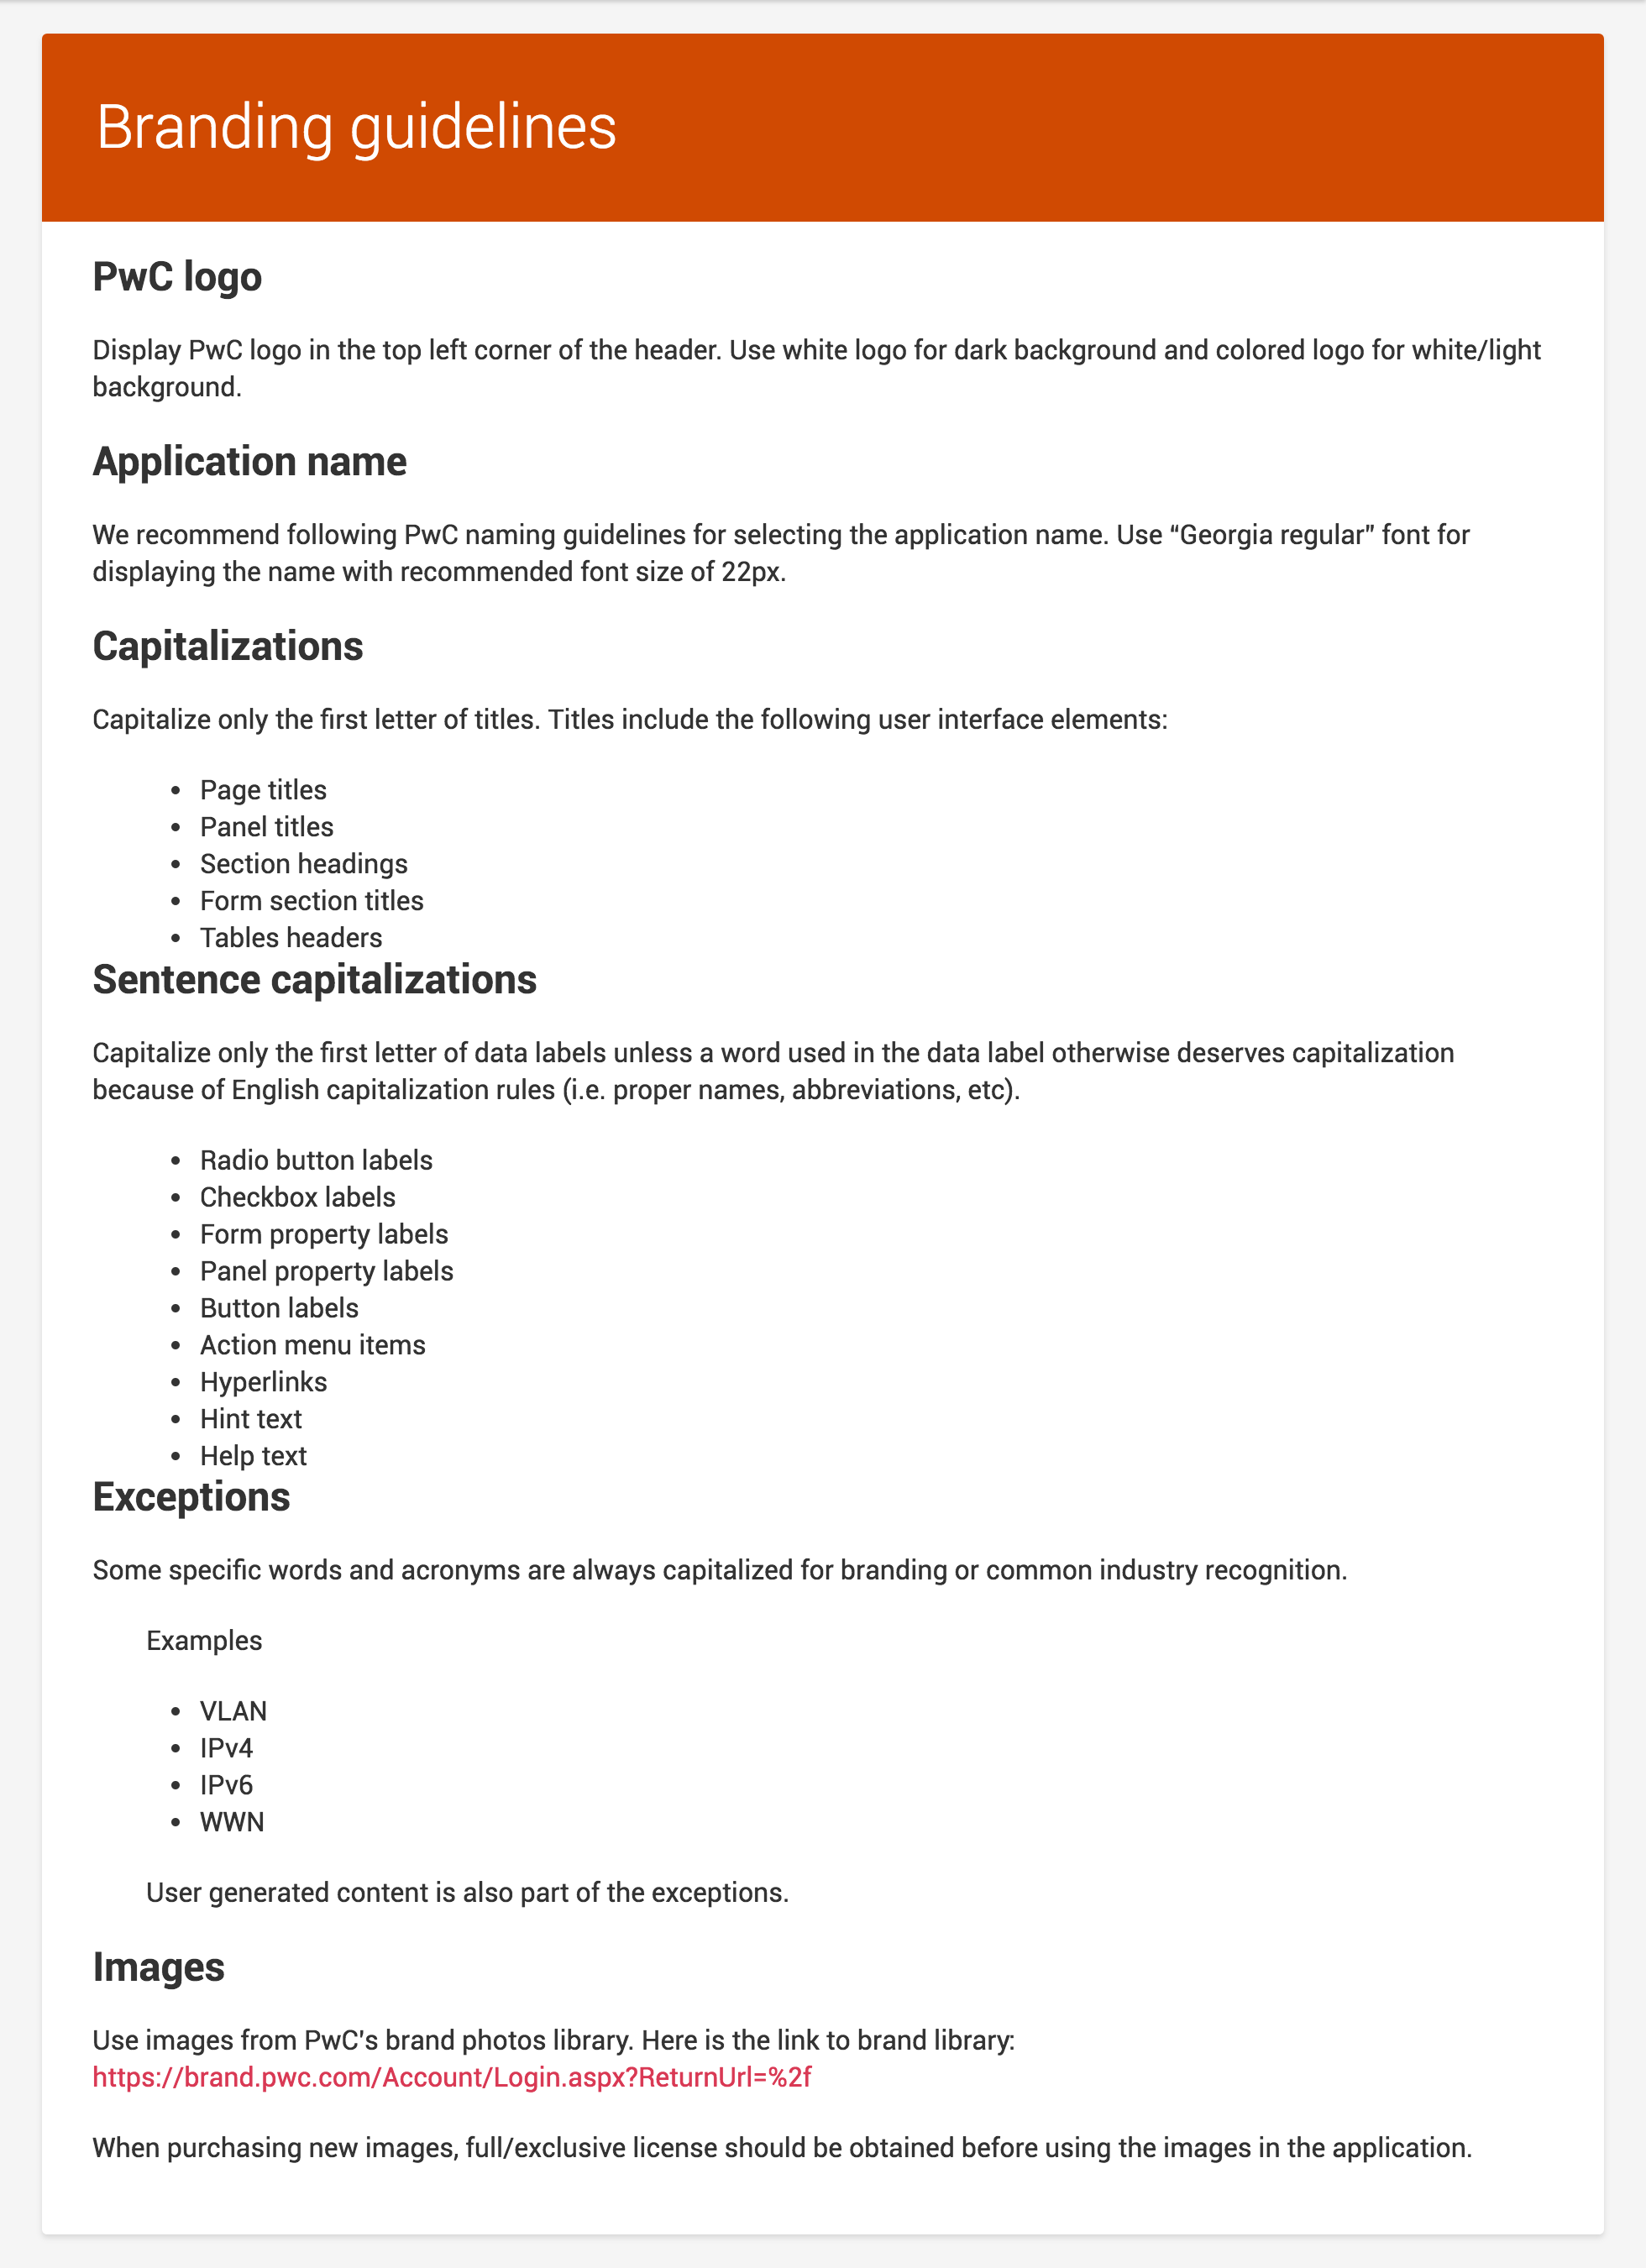 Branding guidelines
PwC logo
Display PwC logo in the top left corner of the header. Use white logo for dark background and colored logo for white/light
background.
Application name
We recommend following PwC naming guidelines for selecting the application name. Use “Georgia regular” font for
displaying the name with recommended font size of 22px.
Capitalizations
Capitalize only the first letter of titles. Titles include the following user interface elements:
• Page titles
• Panel titles
• Section headings
• Form section titles
• Tables headers
Sentence capitalizations
Capitalize only the first letter of data labels unless a word used in the data label otherwise deserves capitalization
because of English capitalization rules (i.e. proper names, abbreviations, etc).
• Radio button labels
• Checkbox labels
• Form property labels
• Panel property labels
• Button labels
• Action menu items
• Hyperlinks
• Hint text
• Help text
Exceptions
Some specific words and acronyms are always capitalized for branding or common industry recognition.
Examples
• VLAN
• IPv4
• IPv6
• WWN
User generated content is also part of the exceptions.
Images
Use images from PwC's brand photos library. Here is the link to brand library:
https://brand.pwc.com/Account/Login.aspx?ReturnUrl=%2f
When purchasing new images, full/exclusive license should be obtained before using the images in the application.